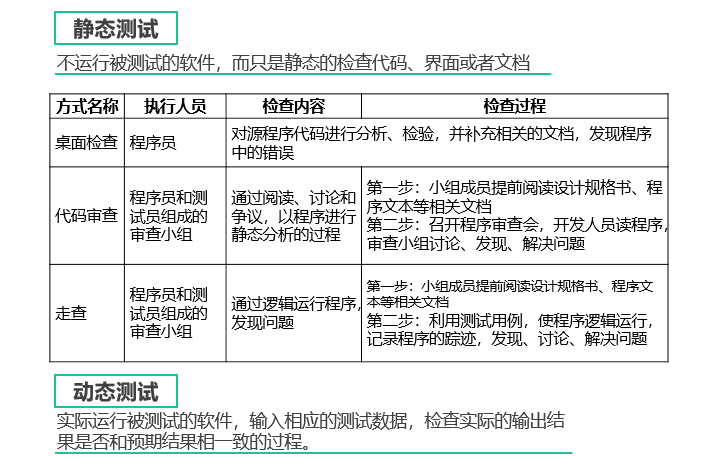 静态测试
不运行被测试的软件，而只是静态的检查代码、界面或者文档
方式名称 执行人员 检查内容 检查过程
桌面检查 程序员 对源程序代码进行分析、检验，并补充相关的文档，发现程序
中的错误
代码审查
程序员和测
试员组成的
审查小组
通过阅读、讨论和
争议，以程序进行
静态分析的过程
第一步：小组成员提前阅读设计规格书、程
序文本等相关文档
第二步：召开程序审查会，开发人员读程序，
审查小组讨论、发现、解决问题
走查
程序员和测
试员组成的
审查小组
通过逻辑运行程序，
发现问题
第一步：小组成员提前阅读设计规格书、程序文
本等相关文档
第二步：利用测试用例，使程序逻辑运行，
记录程序的踪迹，发现、讨论、解决问题
动态测试
实际运行被测试的软件，输入相应的测试数据，检查实际的输出结
果是否和预期结果相一致的过程。